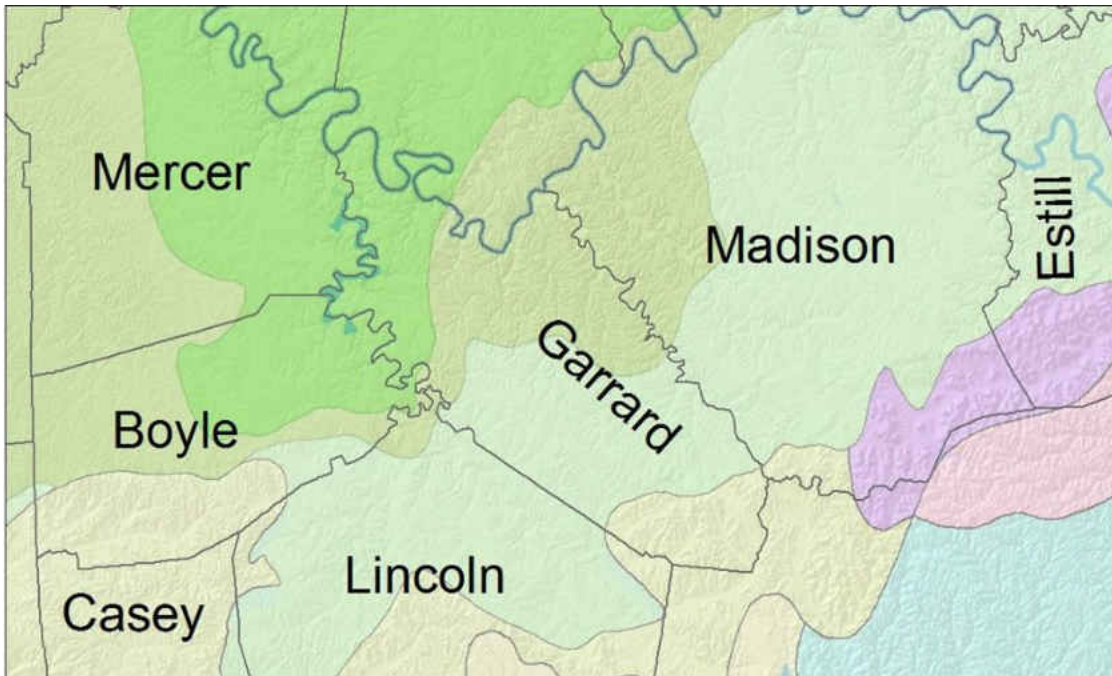 Mercer
Madison
Estill
Garrard
Boyle
Lincoln
Casey